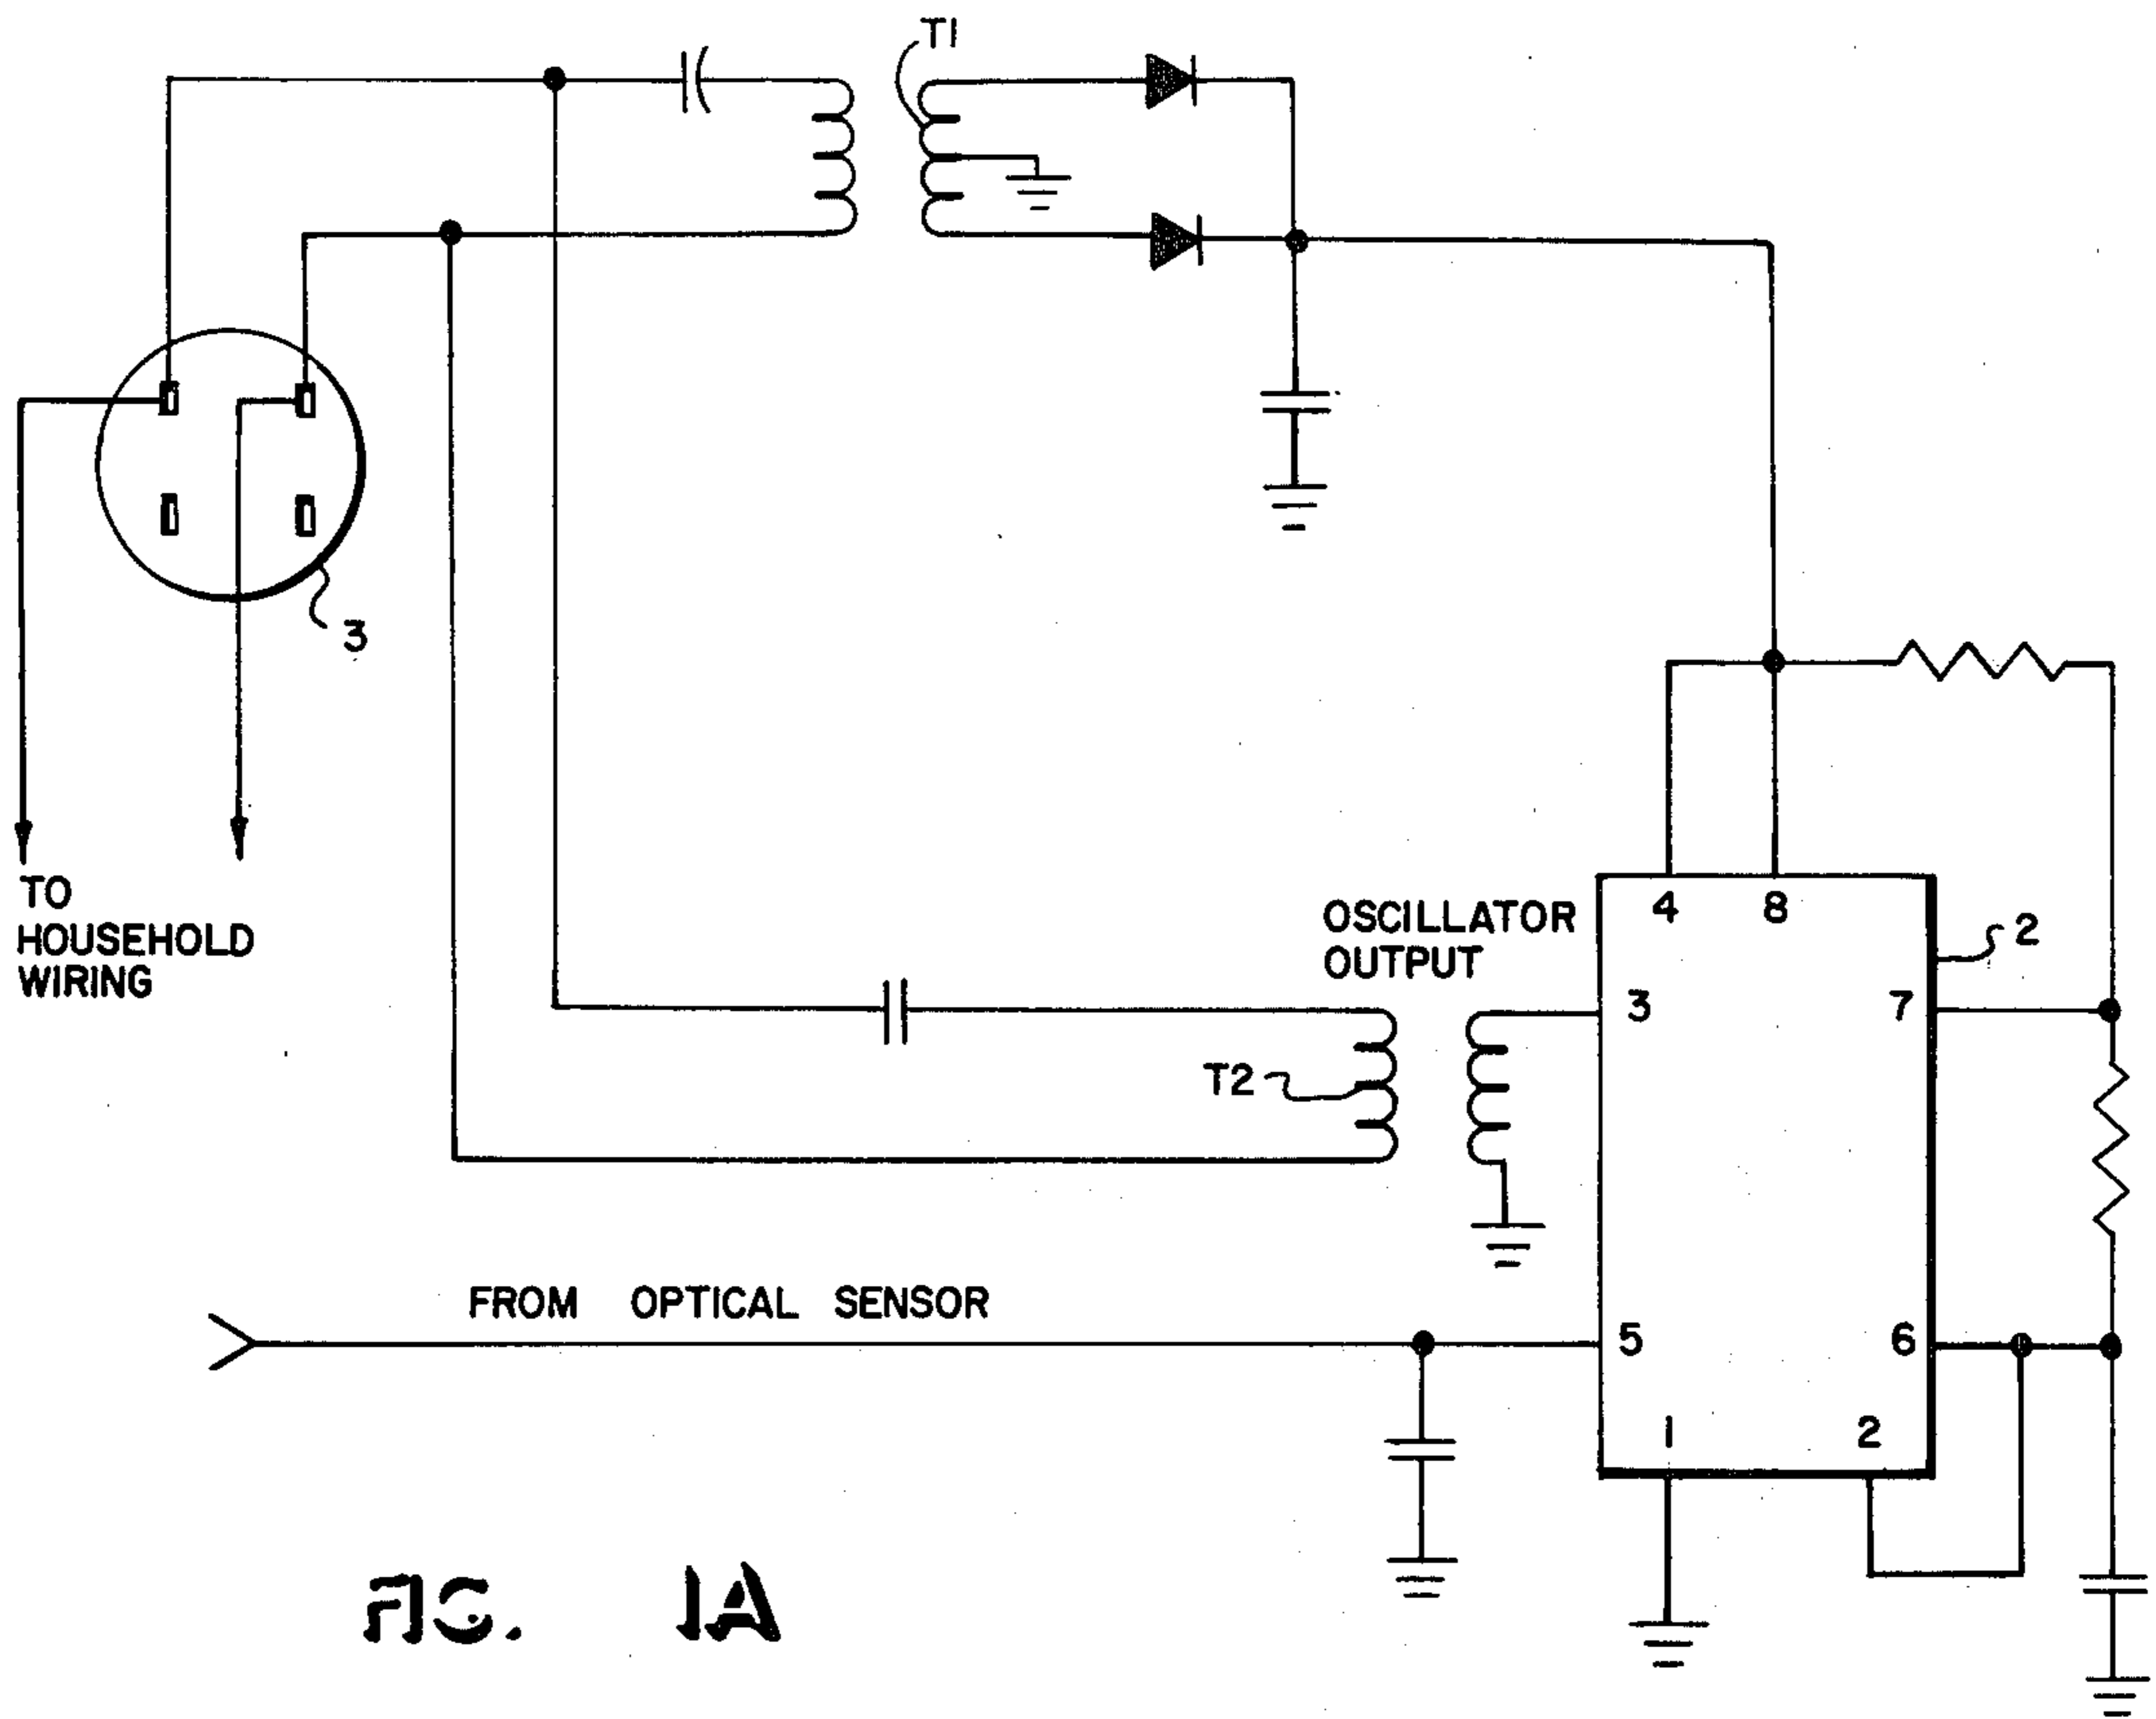 T1
3
TO
HOUSEHOLD
WIRING
OSCILLATOR
OUTPUT
4 8
2
3 7
T2
FROM OPTICAL SENSOR
5 6
1 2
FIG. 1A